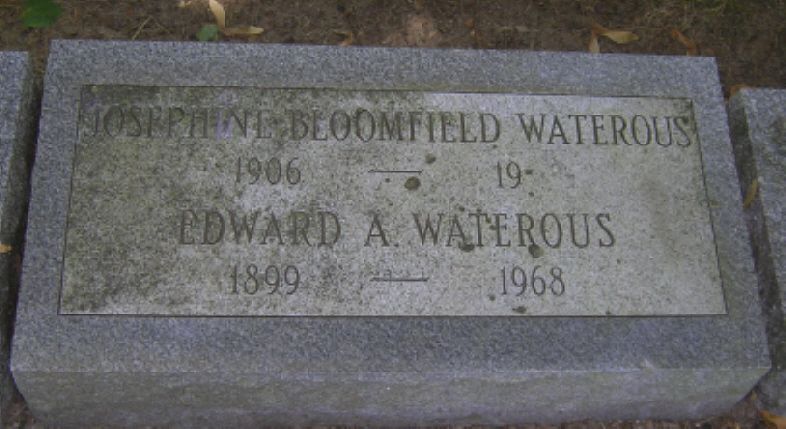 JOSEPHINE BLOOMFIELD WATEROUS
1906 — 19
EDWARD A. WATEROUS
1899 — 1968